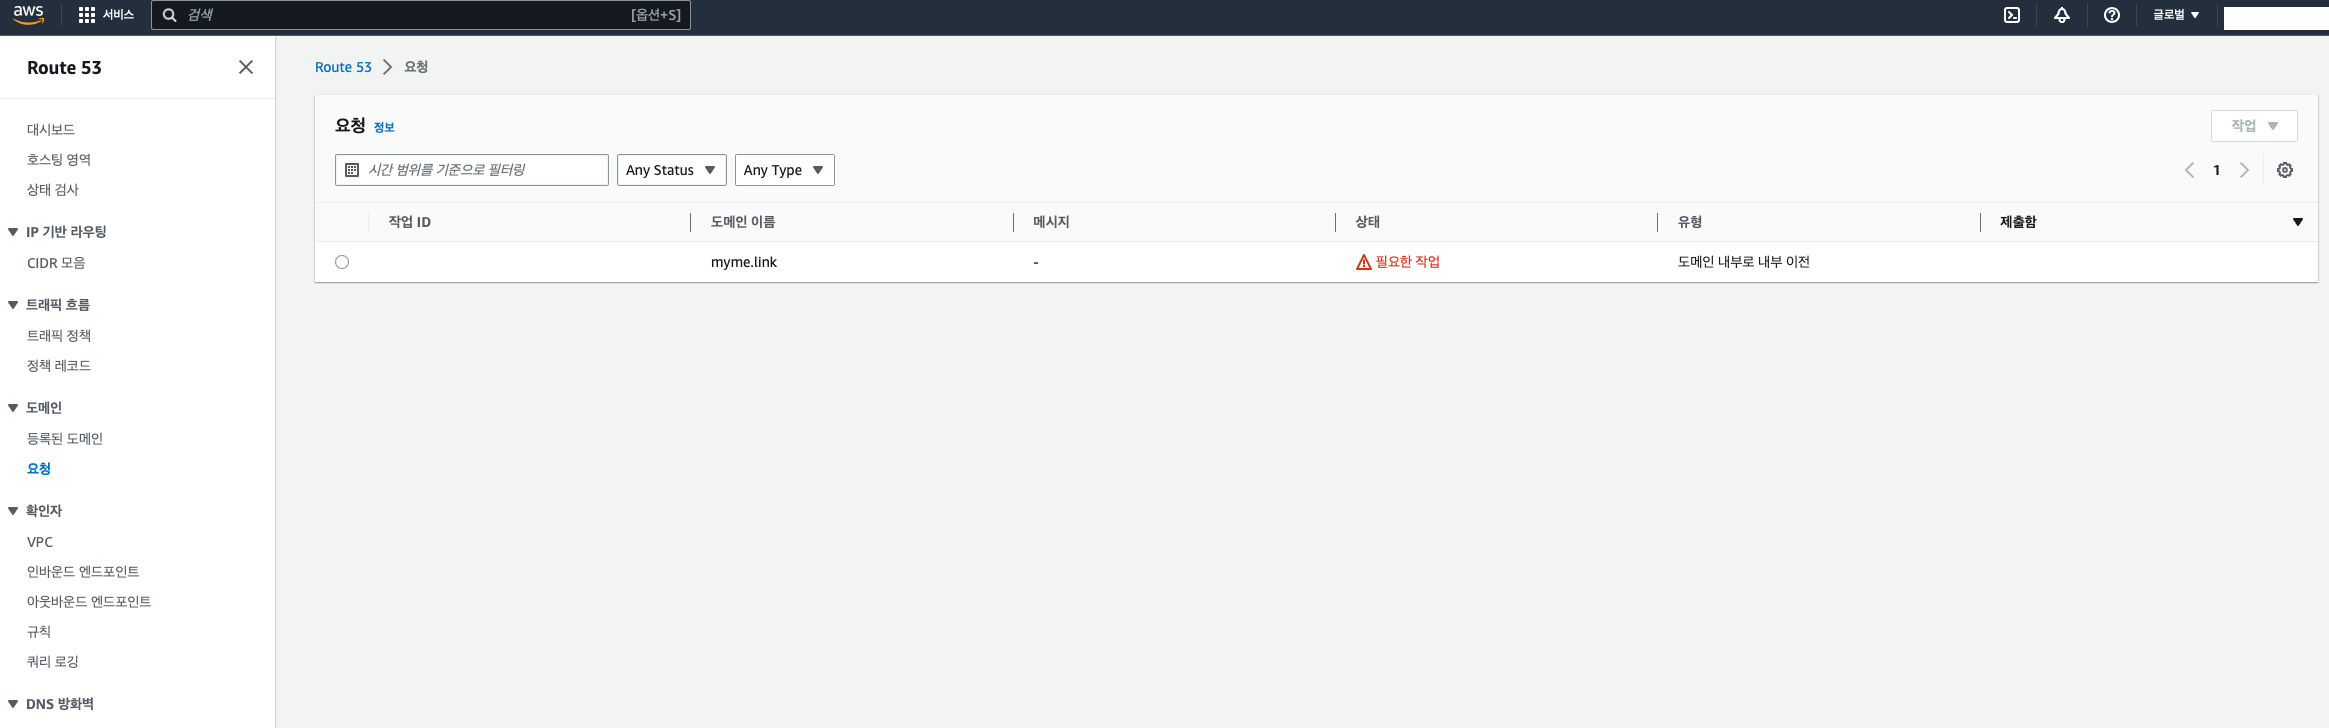 aws 서비스 검색 [옵션+S] 글로벌
Route 53
Route 53 요청
대시보드
호스팅 영역
상태 검사
IP 기반 라우팅
CIDR 모음
트래픽 흐름
트래픽 정책
정책 레코드
도메인
등록된 도메인
요청
확인자
VPC
인바운드 엔드포인트
아웃바운드 엔드포인트
규칙
쿼리 로깅
DNS 방화벽
요청 정보
작업
시간 범위를 기준으로 필터링 Any Status Any Type
1
작업 ID 도메인 이름 메시지 상태 유형 제출함
myme.link - 필요한 작업 도메인 내부로 내부 이전